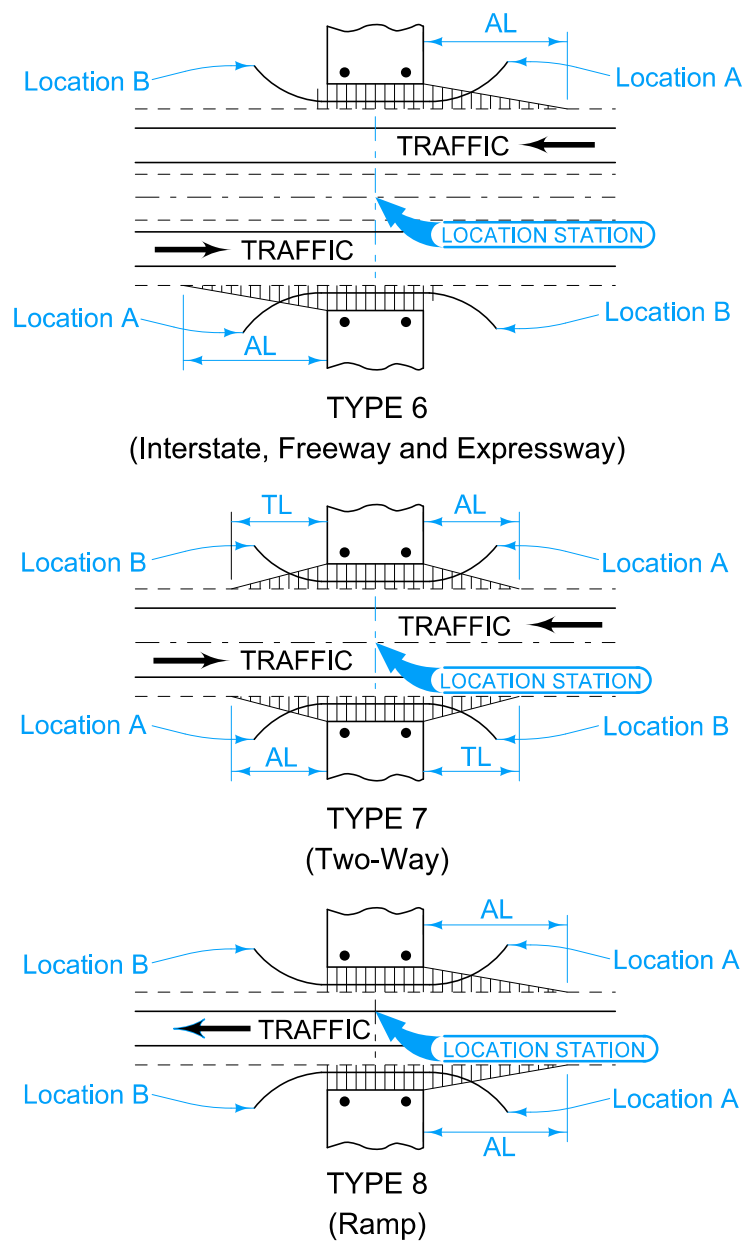 AL
Location B
Location A
TRAFFIC
LOCATION STATION
TRAFFIC
Location A
Location B
AL
TYPE 6
(Interstate, Freeway and Expressway)
TL
AL
Location B
Location A
TRAFFIC
TRAFFIC
LOCATION STATION
Location A
Location B
AL
TL
TYPE 7
(Two-Way)
AL
Location B
Location A
TRAFFIC
LOCATION STATION
Location B
Location A
AL
TYPE 8
(Ramp)